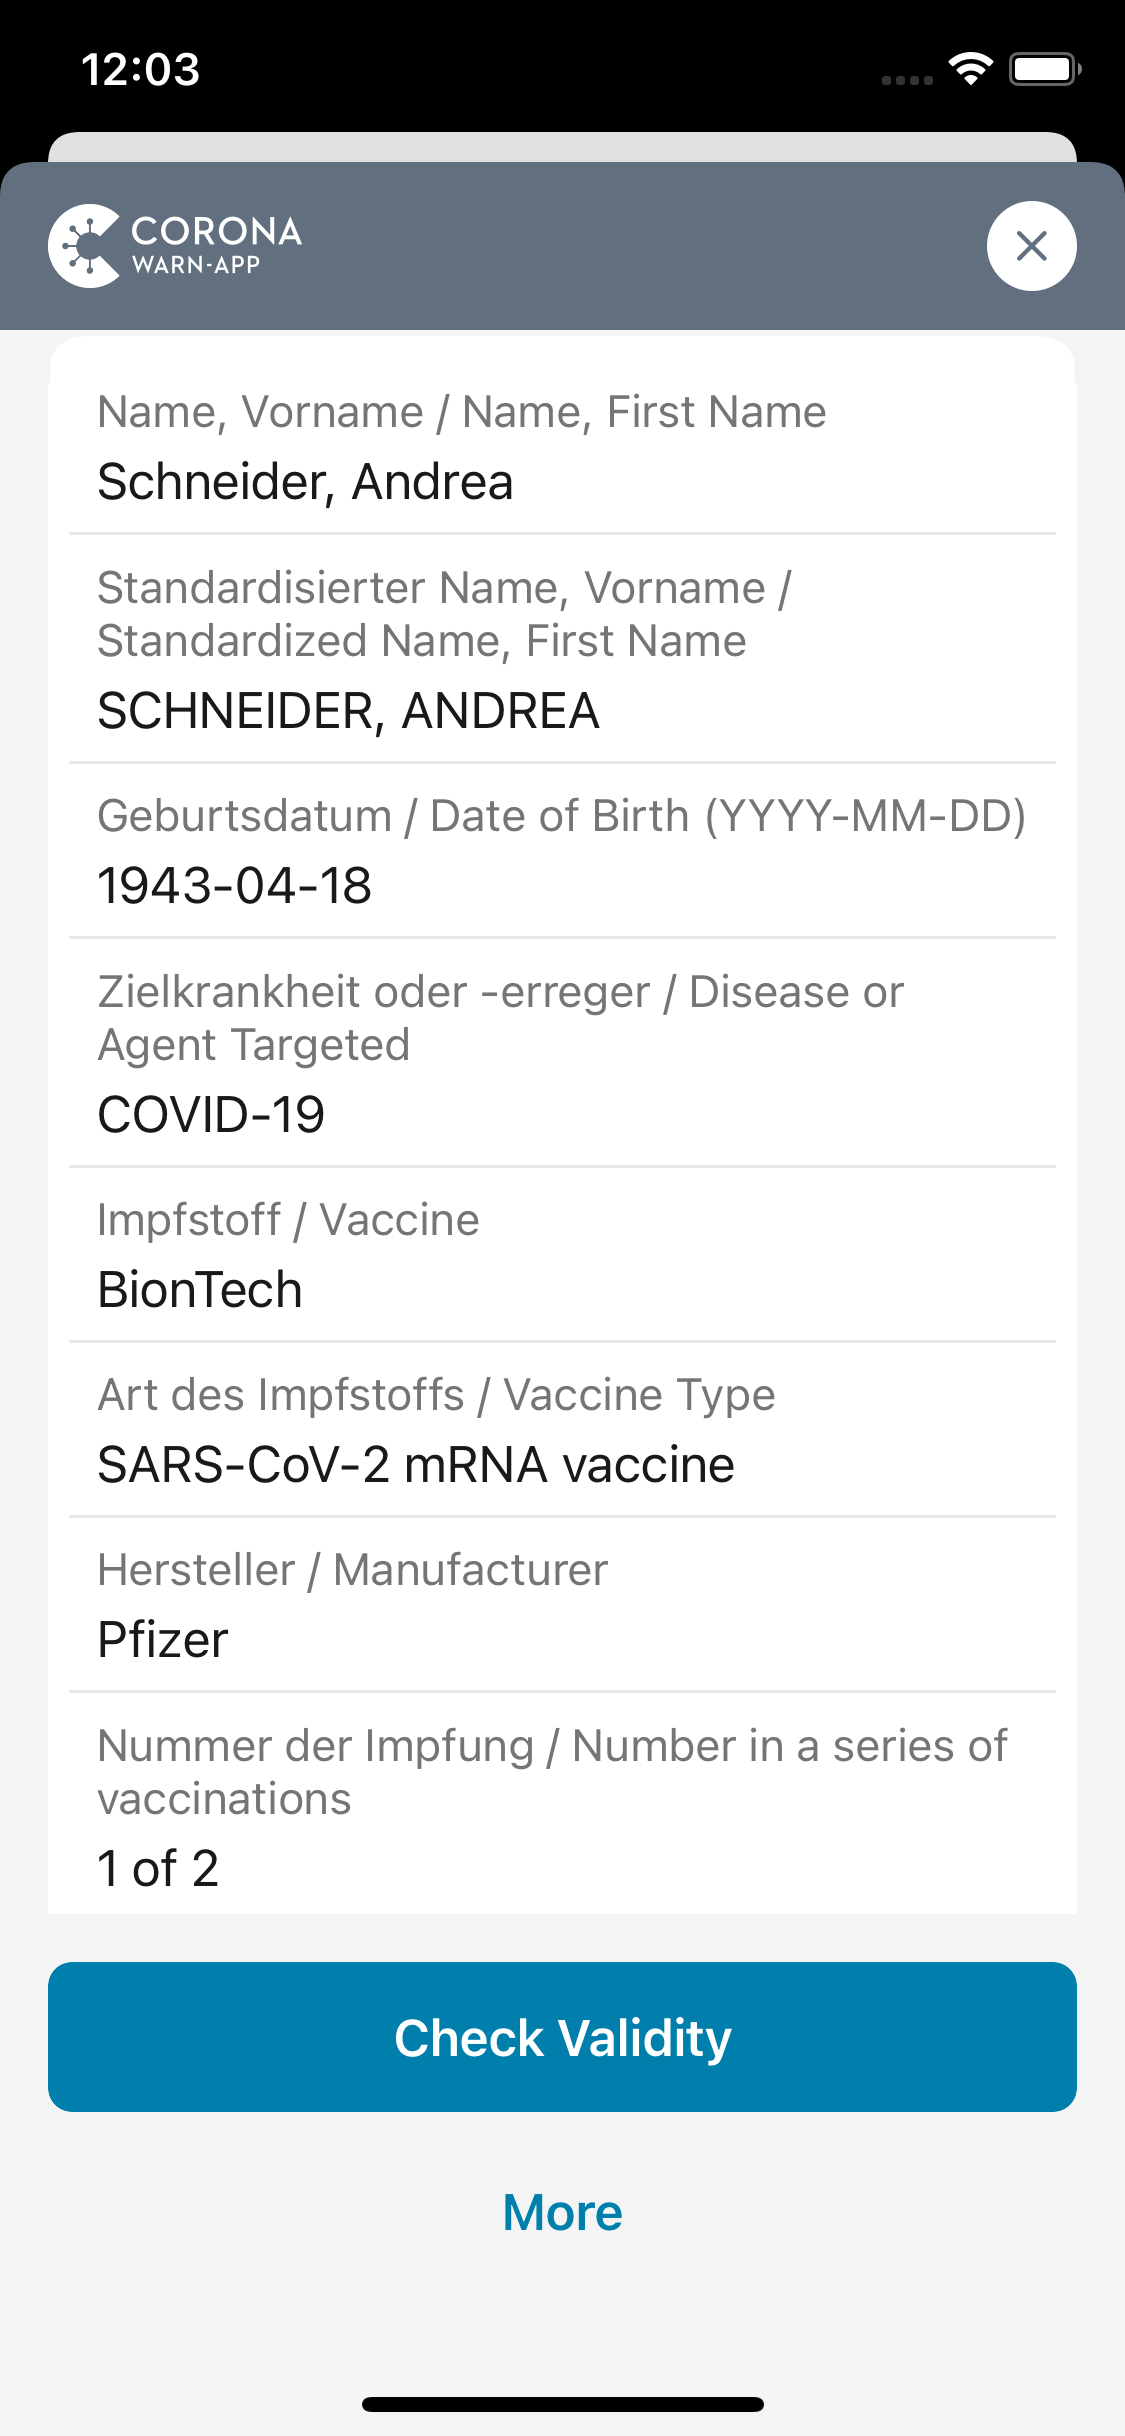 12:03
CORONA
WARN-APP
Name, Vorname / Name, First Name
Schneider, Andrea
Standardisierter Name, Vorname /
Standardized Name, First Name
SCHNEIDER, ANDREA
Geburtsdatum / Date of Birth (YYYY-MM-DD)
1943-04-18
Zielkrankheit oder -erreger / Disease or
Agent Targeted
COVID-19
Impfstoff / Vaccine
BionTech
Art des Impfstoffs / Vaccine Type
SARS-CoV-2 mRNA vaccine
Hersteller / Manufacturer
Pfizer
Nummer der Impfung / Number in a series of
vaccinations
1 of 2
Check Validity
More